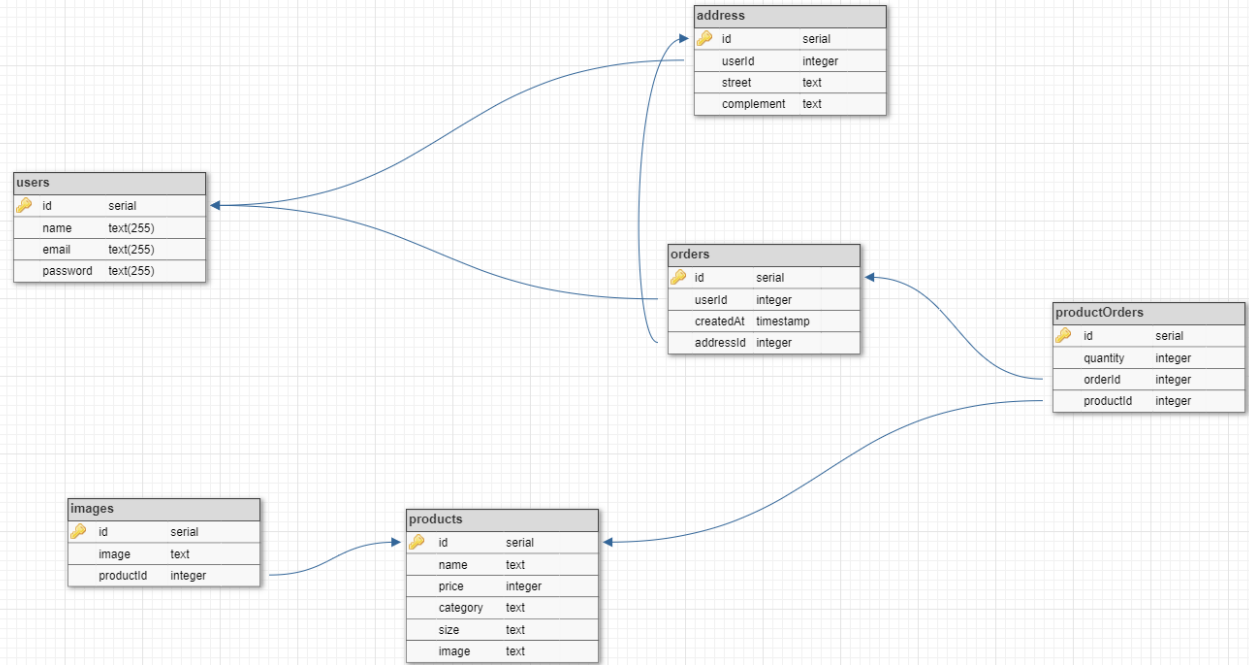 address
id serial
userId integer
street text
complement text
users
id serial
name text(255)
email text(255)
password text(255)
orders
id serial
userId integer
createdAt timestamp
addressId integer
productOrders
id serial
quantity integer
orderId integer
productId integer
images
id serial
image text
productId integer
products
id serial
name text
price integer
category text
size text
image text